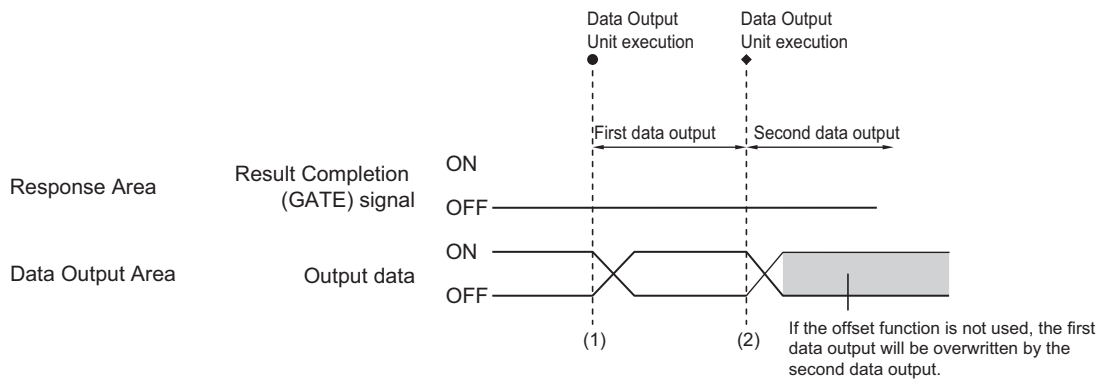 Data Output
Unit execution
Data Output
Unit execution
First data output
Second data output
Response Area
Result Completion
(GATE) signal
ON
OFF
Data Output Area
Output data
ON
OFF
(1)
(2)
If the offset function is not used, the first
data output will be overwritten by the
second data output.